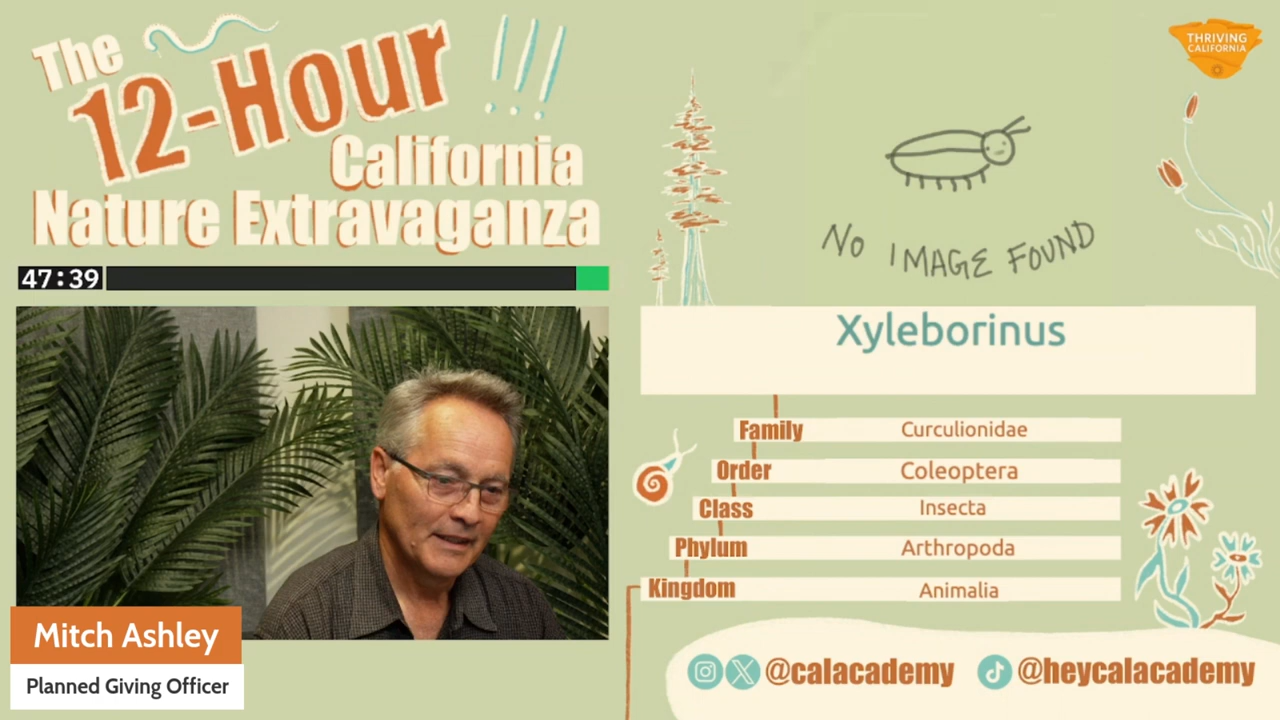 The
12-Hour
!!!
California
Nature Extravaganza
47:39
Mitch Ashley
Planned Giving Officer
THRIVING
CALIFORNIA
NO IMAGE FOUND
Xyleborinus
Family Curculionidae
Order Coleoptera
Class Insecta
Phylum Arthropoda
Kingdom Animalia
@calacademy @heycalacademy